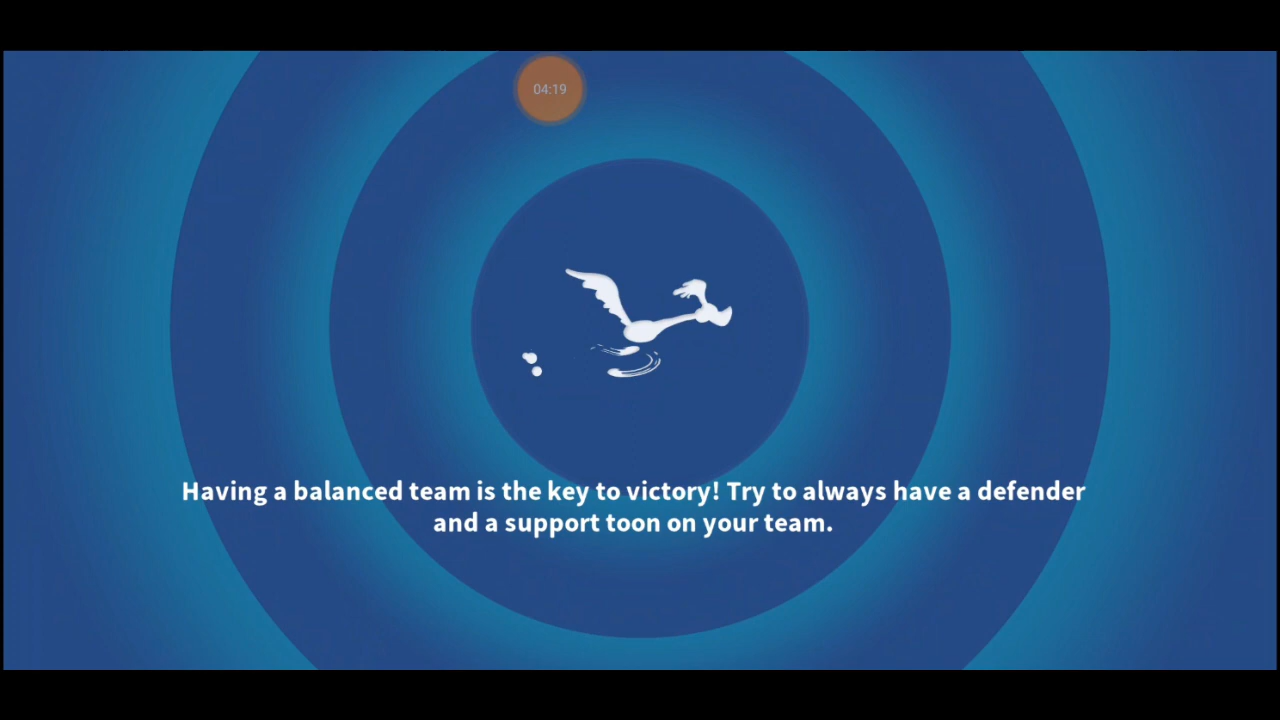 04:19
Having a balanced team is the key to victory! Try to always have a defender
and a support toon on your team.